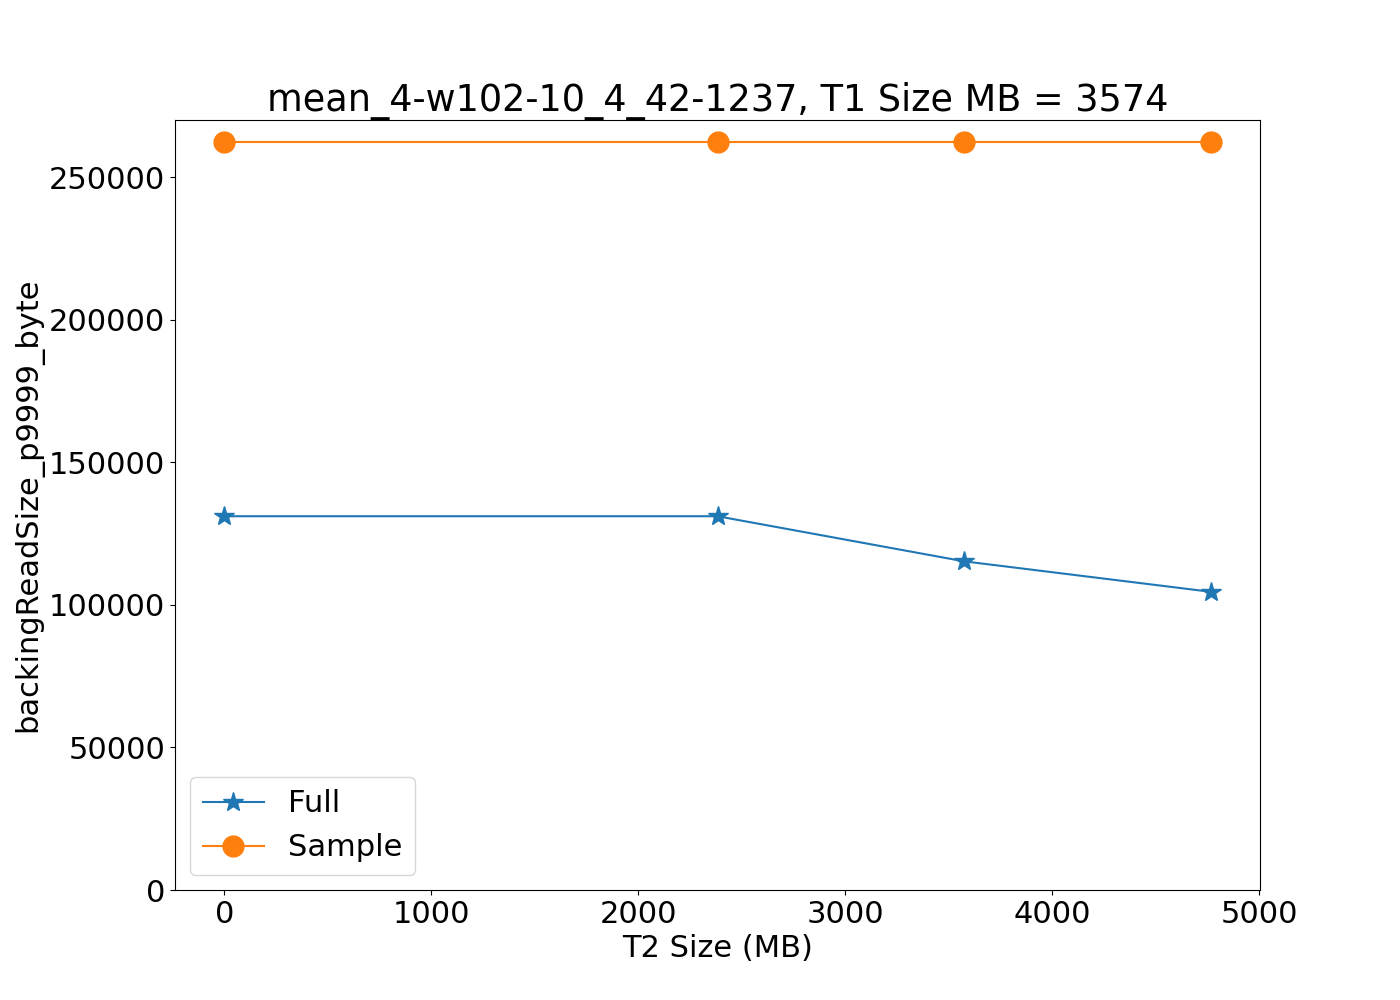 mean_4-w102-10_4_42-1237, T1 Size MB = 3574
backingReadSize_p9999_byte
250000
200000
150000
100000
50000
0
Full
Sample
0 1000 2000 3000 4000 5000
T2 Size (MB)